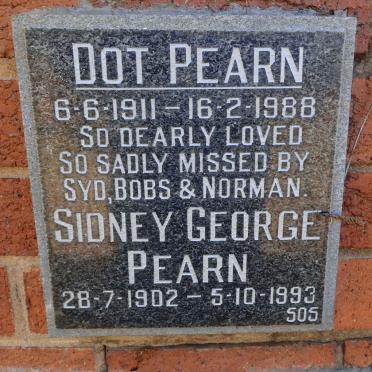 DOT PEARN
6-6-1911 - 16-2-1988
SO DEARLY LOVED
SO SADLY MISSED BY
SYD, BOBS & NORMAN.
SIDNEY GEORGE
PEARN
28-7-1902 - 5-10-1993
505